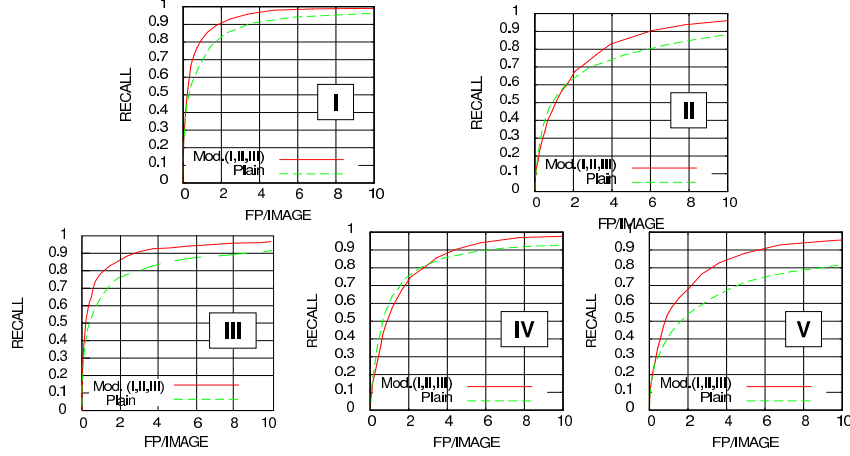 1
0.9
0.8
0.7
0.6
0.5
0.4
0.3
0.2
0.1
0
RECALL
I
Mod.(I,II,III)
Plain
0 2 4 6 8 10
FP/IMAGE
1
0.9
0.8
0.7
0.6
0.5
0.4
0.3
0.2
0.1
0
RECALL
II
Mod.(I,II,III)
Plain
0 2 4 6 8 10
FP/IMAGE
1
0.9
0.8
0.7
0.6
0.5
0.4
0.3
0.2
0.1
0
RECALL
III
Mod. (I,II,III)
Plain
0 2 4 6 8 10
FP/IMAGE
1
0.9
0.8
0.7
0.6
0.5
0.4
0.3
0.2
0.1
0
RECALL
IV
Mod.(I,II,III)
Plain
0 2 4 6 8 10
FP/IMAGE
1
0.9
0.8
0.7
0.6
0.5
0.4
0.3
0.2
0.1
0
RECALL
V
Mod.(I,II,III)
Plain
0 2 4 6 8 10
FP/IMAGE